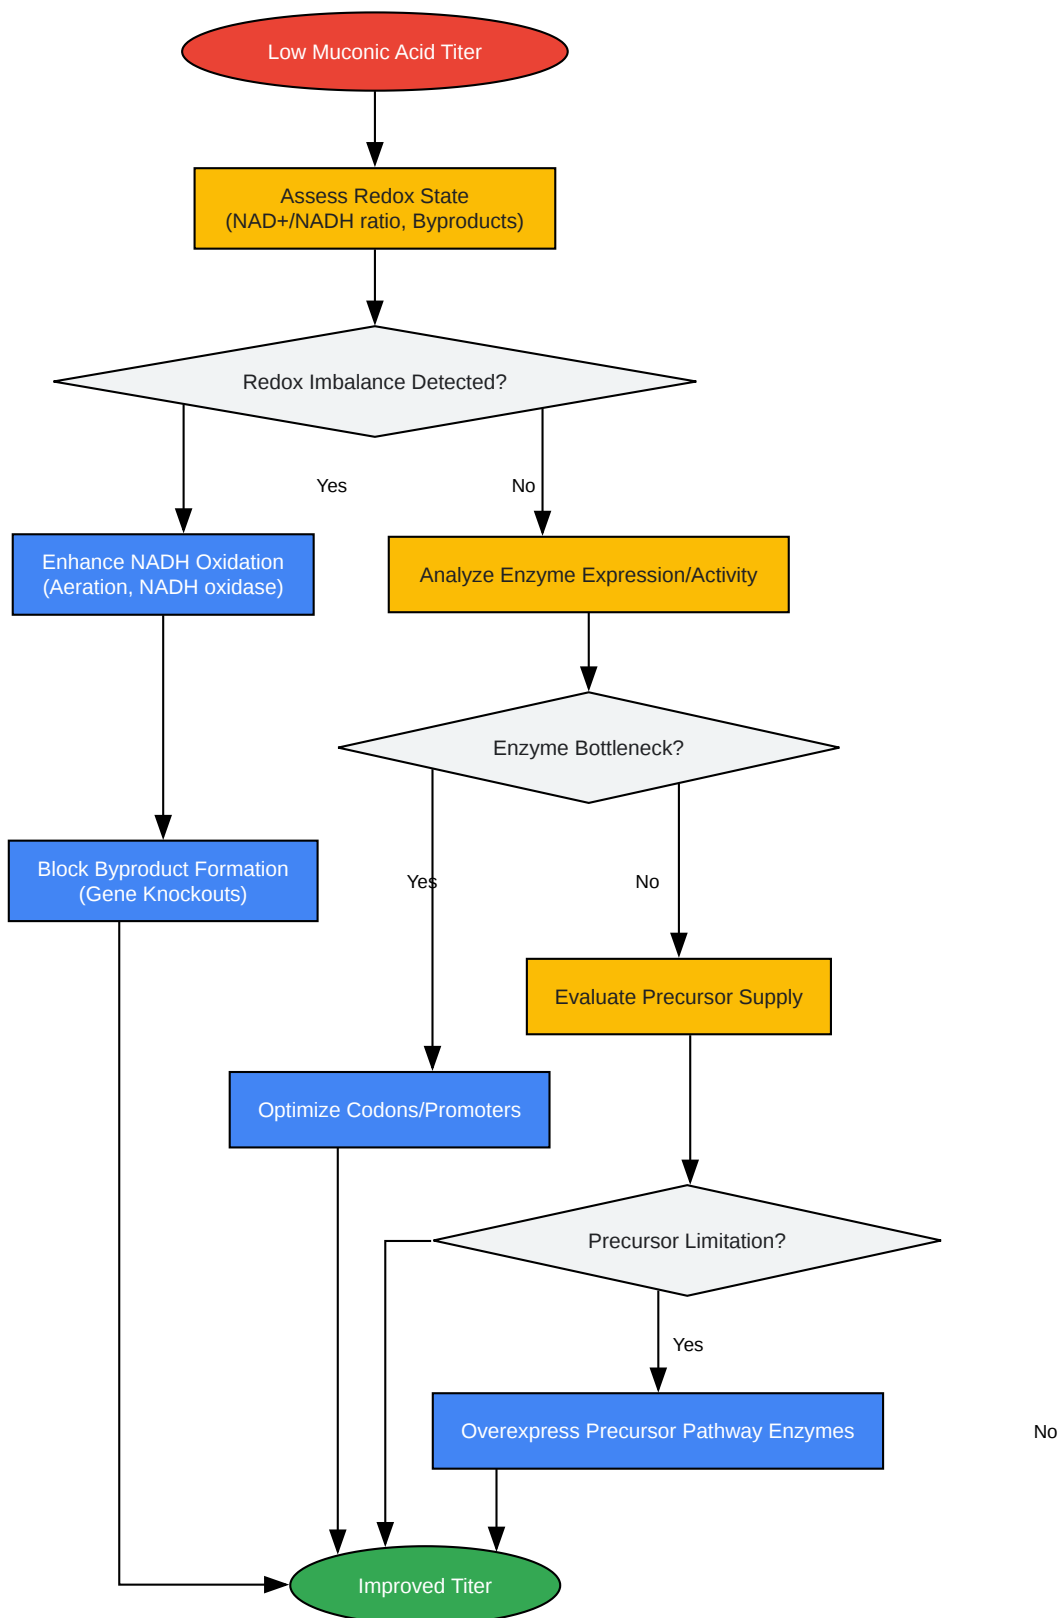 Low Muconic Acid Titer
Assess Redox State
(NAD+/NADH ratio, Byproducts)
Redox Imbalance Detected?
Yes
No
Enhance NADH Oxidation
(Aeration, NADH oxidase)
Analyze Enzyme Expression/Activity
Enzyme Bottleneck?
Block Byproduct Formation
(Gene Knockouts)
Yes
No
Evaluate Precursor Supply
Optimize Codons/Promoters
Precursor Limitation?
Yes
Overexpress Precursor Pathway Enzymes
No
Improved Titer